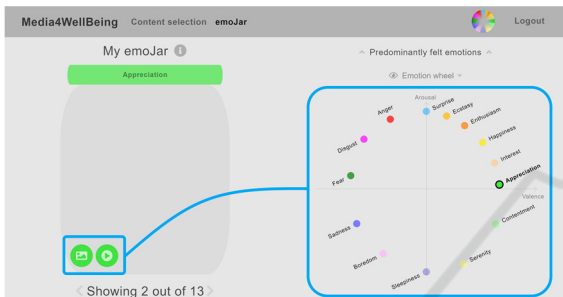 Media4WellBeing Content selection emoJar Logout
My emoJar
Appreciation
Showing 2 out of 13
Predominantly felt emotions
Emotion wheel
Arousal
Surprise
Ecstasy
Enthusiasm
Happiness
Interest
Appreciation
Valence
Contentment
Serenity
Sleepiness
Boredom
Sadness
Fear
Disgust
Anger